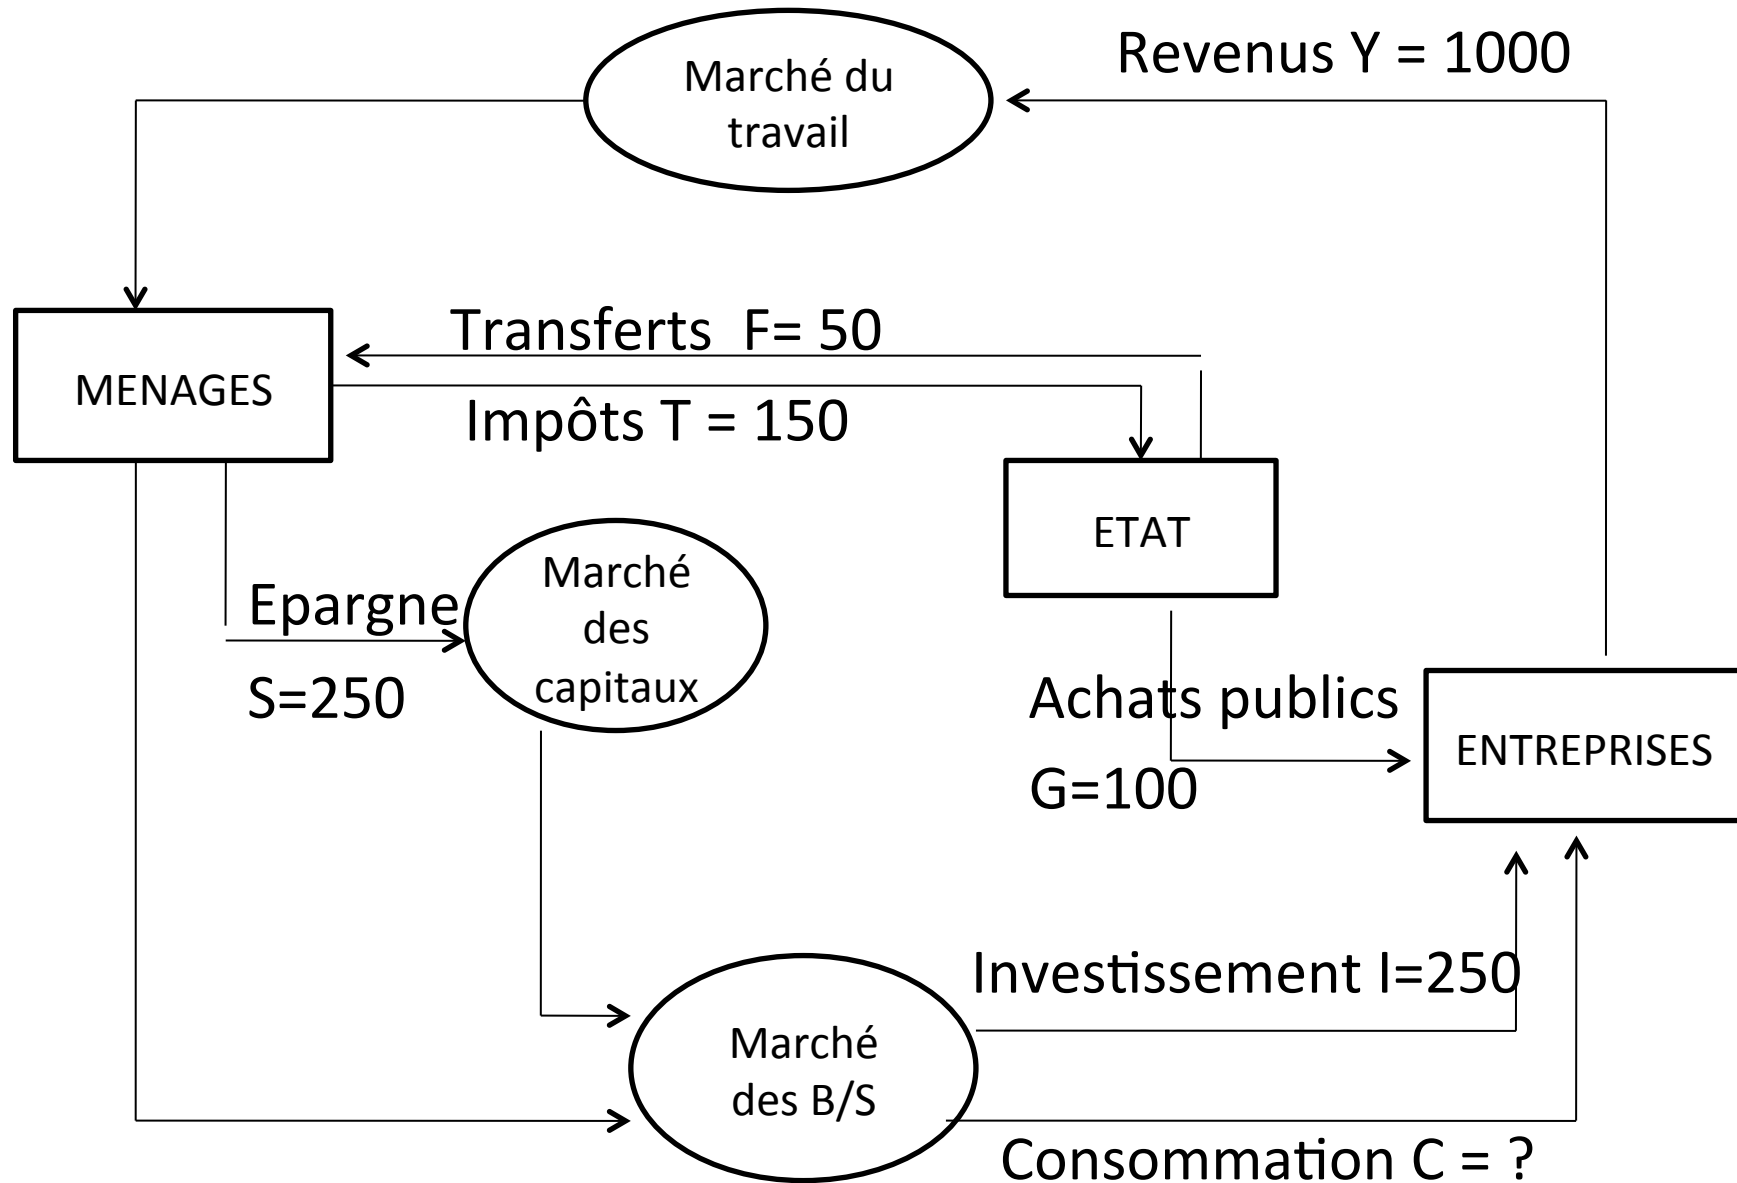 Revenus Y = 1000
Marché du
travail
Transferts  F= 50
MENAGES
Impôts T = 150
ETAT
Marché
des
capitaux
Epargne
S=250
Achats publics
G=100
ENTREPRISES
Investissement I=250
Marché
des B/S
Consommation C = ?